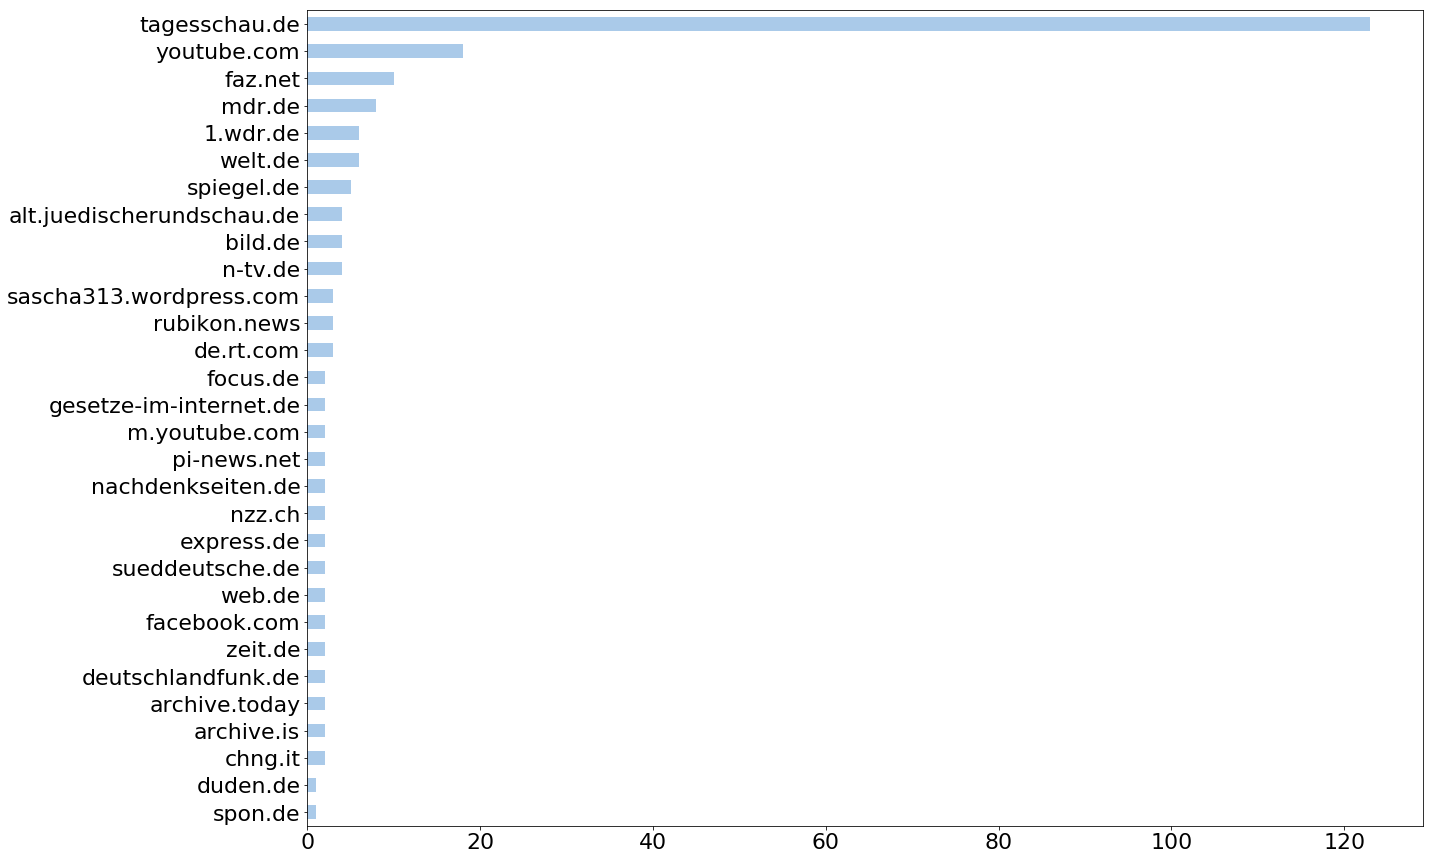 tagesschau.de
youtube.com
faz.net
mdr.de
1.wdr.de
welt.de
spiegel.de
alt.juedischerundschau.de
bild.de
n-tv.de
sascha313.wordpress.com
rubikon.news
de.rt.com
focus.de
gesetze-im-internet.de
m.youtube.com
pi-news.net
nachdenkseiten.de
nzz.ch
express.de
sueddeutsche.de
web.de
facebook.com
zeit.de
deutschlandfunk.de
archive.today
archive.is
chng.it
duden.de
spon.de
0 20 40 60 80 100 120